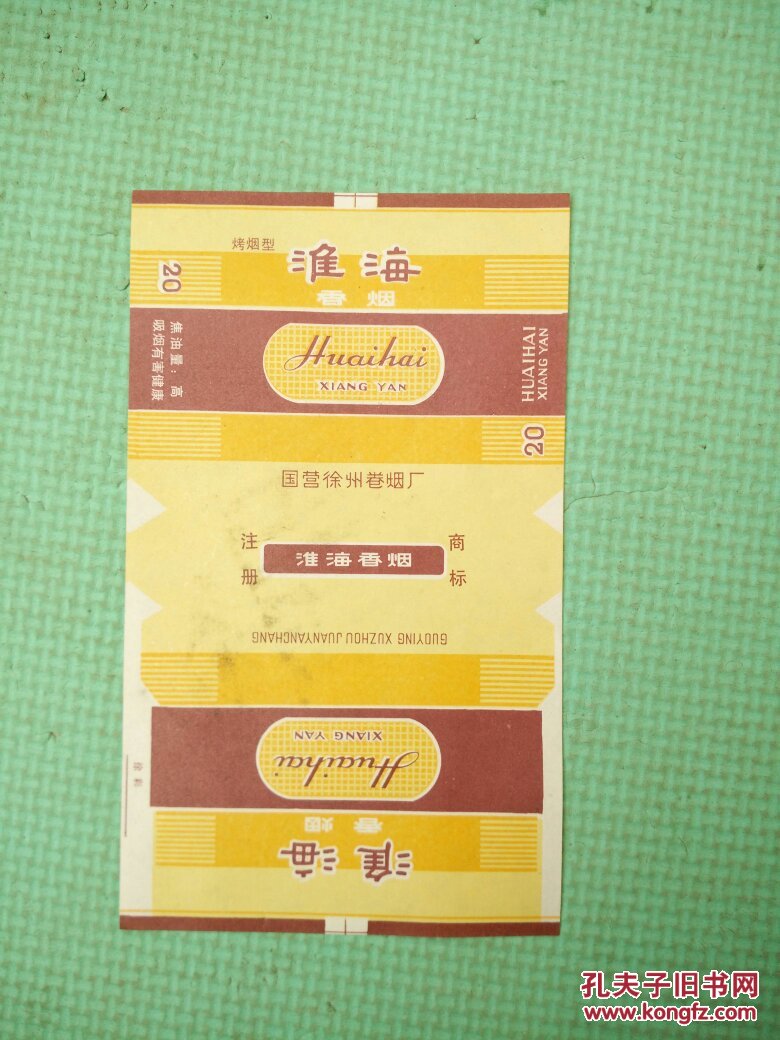 烤烟型
淮海
香烟
20
焦油量：高
吸烟有害健康
Huaihai
XIANG YAN
HUAIHAI
XIANG YAN
20
国营徐州卷烟厂
注册
商标
淮海香烟
GUOYING XUZHOU JUANYANCHANG
XIANG YAN
Huaihai
香烟
淮海
孔夫子旧书网
www.kongfz.com